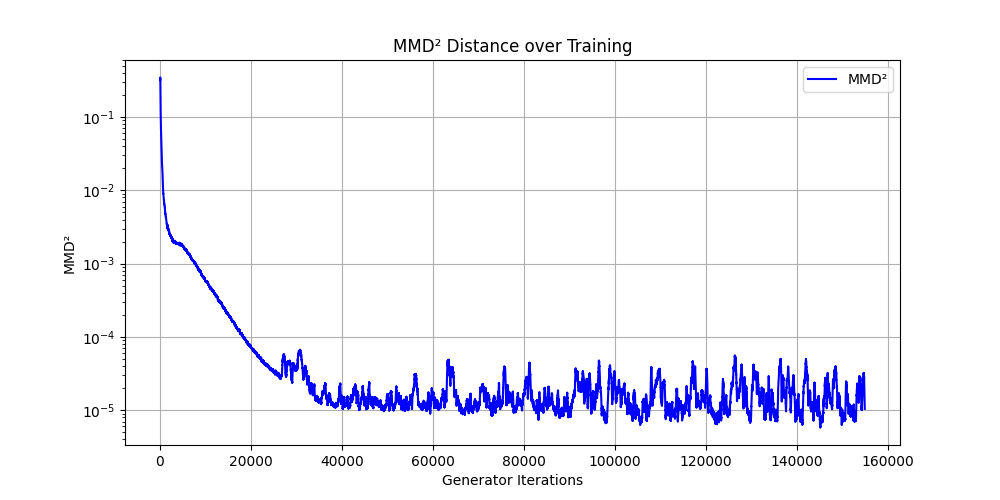 MMD² Distance over Training
MMD²
10⁻¹
10⁻²
10⁻³
10⁻⁴
10⁻⁵
MMD²
0 20000 40000 60000 80000 100000 120000 140000 160000
Generator Iterations